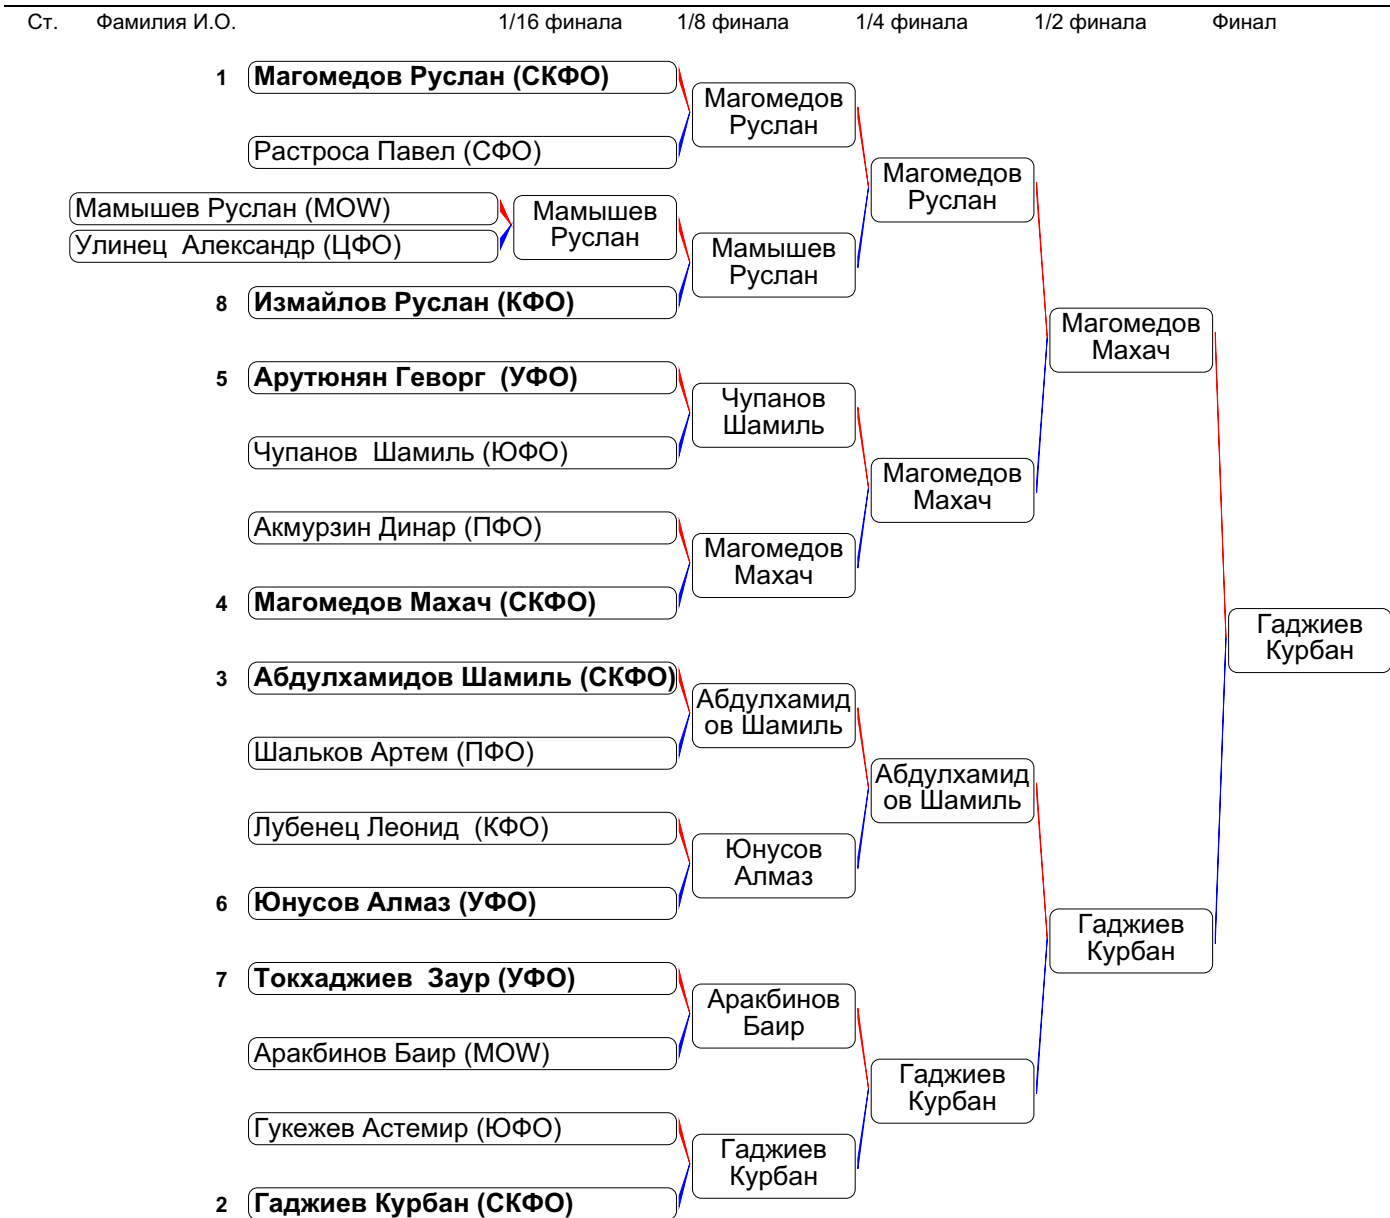 Ст. Фамилия И.О. 1/16 финала 1/8 финала 1/4 финала 1/2 финала Финал
1 Магомедов Руслан (СКФО)
Магомедов
Руслан
Растроса Павел (СФО)
Магомедов
Руслан
Мамышев Руслан (MOW)
Улинец Александр (ЦФО)
Мамышев
Руслан
Мамышев
Руслан
8 Измайлов Руслан (КФО)
Магомедов
Махач
5 Арутюнян Геворг (УФО)
Чупанов
Шамиль
Чупанов Шамиль (ЮФО)
Магомедов
Махач
Акмурзин Динар (ПФО)
Магомедов
Махач
4 Магомедов Махач (СКФО)
Гаджиев
Курбан
3 Абдулхамидов Шамиль (СКФО)
Абдулхамид
ов Шамиль
Шальков Артем (ПФО)
Абдулхамид
ов Шамиль
Лубенец Леонид (КФО)
Юнусов
Алмаз
6 Юнусов Алмаз (УФО)
Гаджиев
Курбан
7 Токхаджиев Заур (УФО)
Аракбинов
Баир
Аракбинов Баир (MOW)
Гаджиев
Курбан
Гукежев Астемир (ЮФО)
Гаджиев
Курбан
2 Гаджиев Курбан (СКФО)